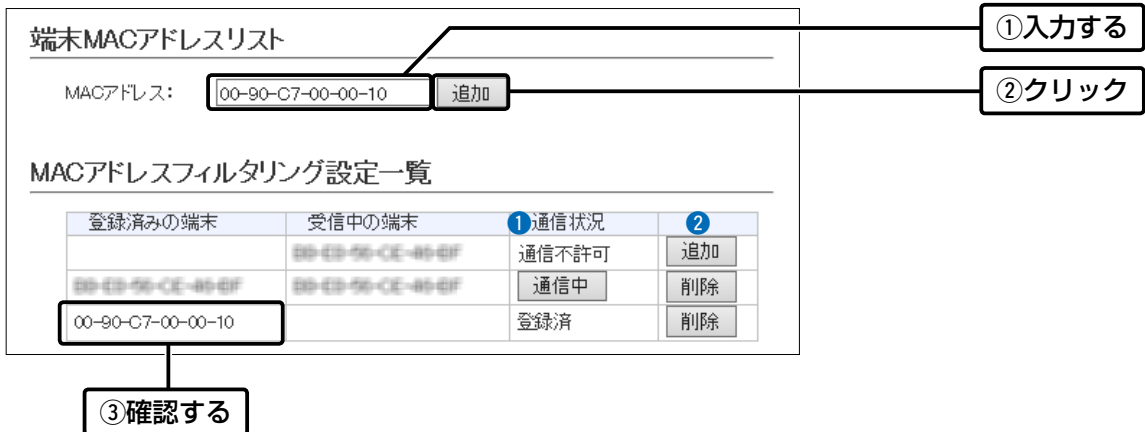 端末MACアドレスリスト
①入力する
MACアドレス: 00-90-C7-00-00-10 追加
②クリック
MACアドレスフィルタリング設定一覧
登録済みの端末 受信中の端末 ❶通信状況 ❷
通信不許可 追加
通信中 削除
00-90-C7-00-00-10 登録済 削除
③確認する